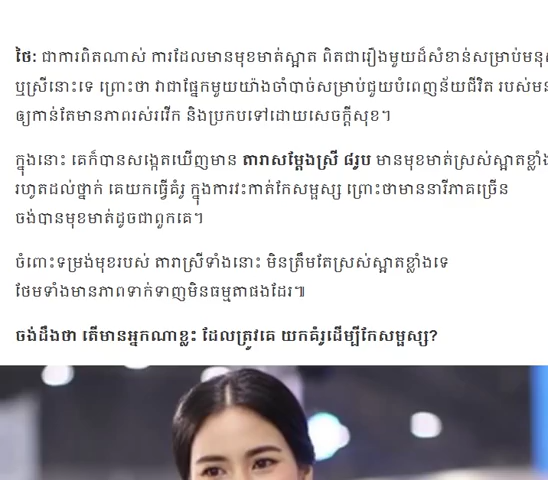 ថៃ: ជាការពិតណាស់ ការដែលមានមុខមាត់ស្អាត ពិតជារឿងមួយដ៏សំខាន់សម្រាប់
ឬស្រីនោះទេ ព្រោះថា វាជាផ្នែកមួយយ៉ាងចាំបាច់សម្រាប់ជួយបំពេញន័យជីវិត របស់
ឲ្យកាន់តែមានភាពរស់រវើក និងប្រកបទៅដោយសេចក្ដីសុខ។
ក្នុងនោះ គេក៏បានសង្កេតឃើញមាន តារាសម្ដែងស្រី ៨រូប មានមុខមាត់ស្រស់ស្អាតខ្លាំង
រហូតដល់ថ្នាក់ គេយកធ្វើគំរូ ក្នុងការវះកាត់កែសម្ផស្ស ព្រោះថាមាននារីភាគច្រើន
ចង់បានមុខមាត់ដូចជាពួកគេ។
ចំពោះទម្រង់មុខរបស់ តារាស្រីទាំងនោះ មិនត្រឹមតែស្រស់ស្អាតខ្លាំងទេ
ថែមទាំងមានភាពទាក់ទាញមិនធម្មតាផងដែរ៕
ចង់ដឹងថា តើមានអ្នកណាខ្លះ ដែលត្រូវគេ យកគំរូដើម្បីកែសម្ផស្ស?